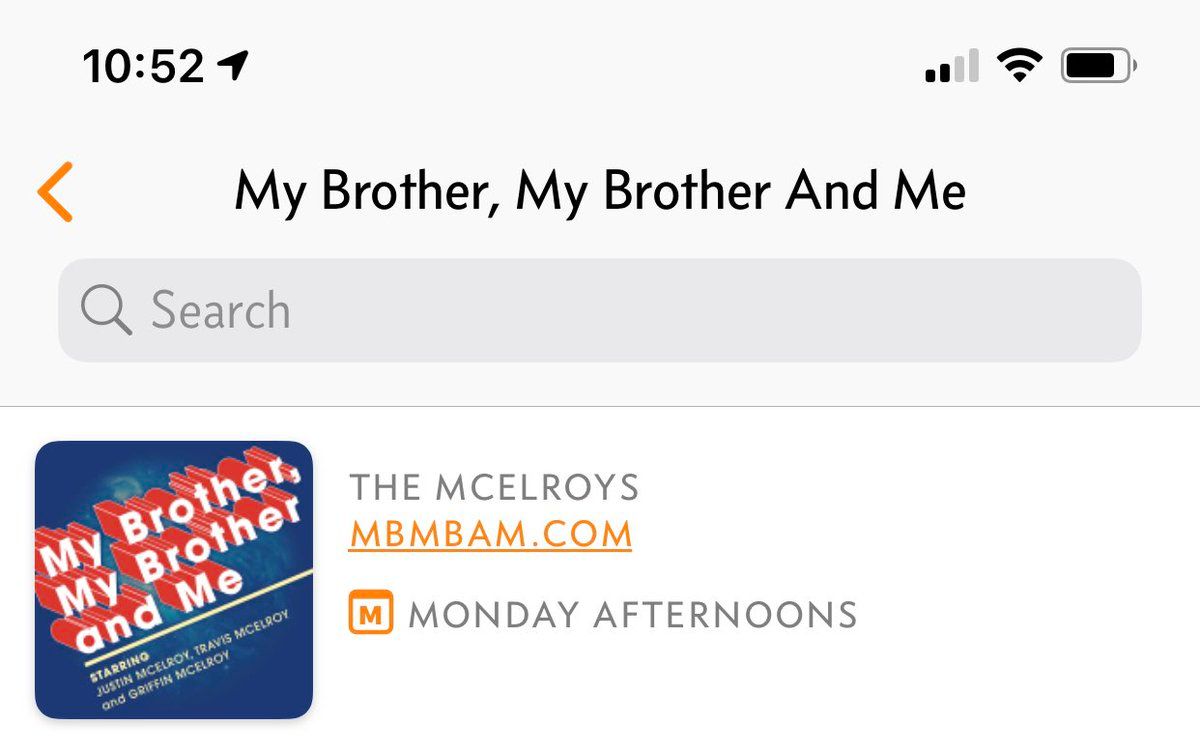 10:52
My Brother, My Brother And Me
Search
My Brother,
My Brother
and Me
STARRING
JUSTIN MCELROY, TRAVIS MCELROY
and GRIFFIN MCELROY
THE MCELROYS
MBMBAM.COM
M MONDAY AFTERNOONS